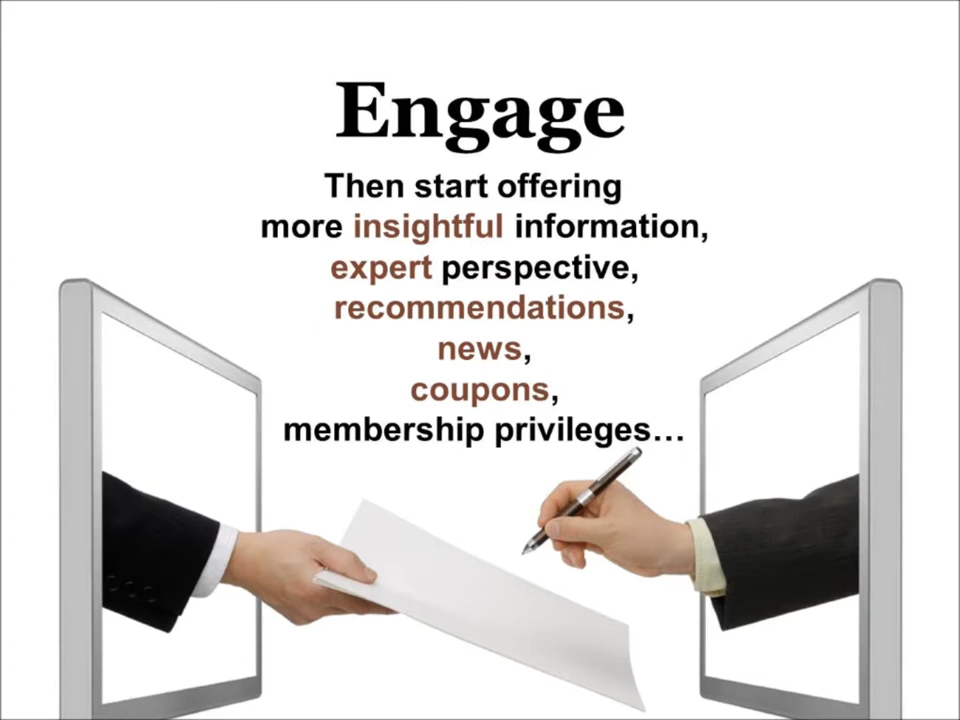 Engage
Then start offering
more insightful information,
expert perspective,
recommendations,
news,
coupons,
membership privileges…